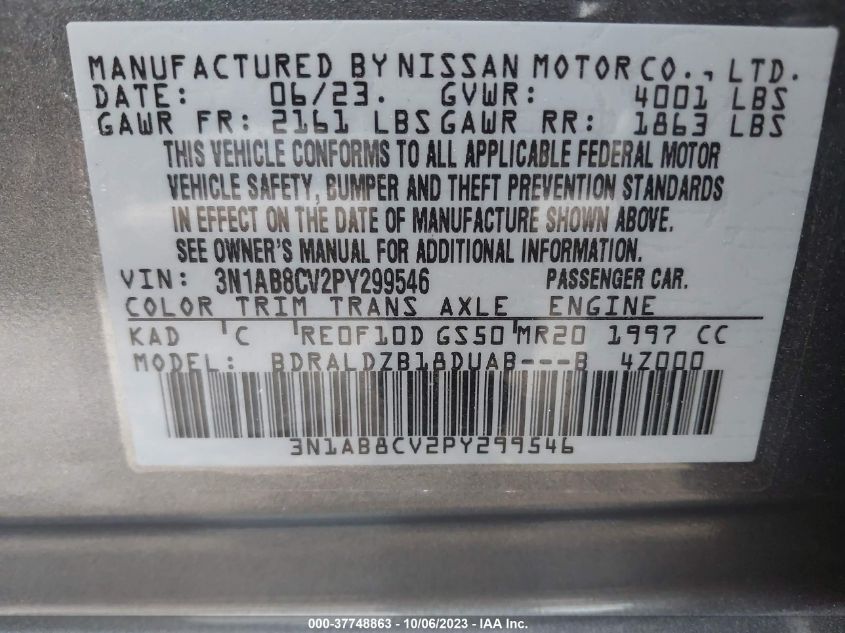 MANUFACTURED BY NISSAN MOTOR CO., LTD.
DATE: 06/23. GVWR: 4001 LBS
GAWR FR: 2161 LBS GAWR RR: 1863 LBS
THIS VEHICLE CONFORMS TO ALL APPLICABLE FEDERAL MOTOR
VEHICLE SAFETY, BUMPER AND THEFT PREVENTION STANDARDS
IN EFFECT ON THE DATE OF MANUFACTURE SHOWN ABOVE.
SEE OWNER'S MANUAL FOR ADDITIONAL INFORMATION.
VIN: 3N1AB8CV2PY299546 PASSENGER CAR.
COLOR TRIM TRANS AXLE ENGINE
KAD 'C 'RE0F10D GS50'MR20 1997 CC
MODEL: BDRALDZB18DUAB---B 4Z000
3N1AB8CV2PY299546
000-37748863 - 10/06/2023 - IAA Inc.